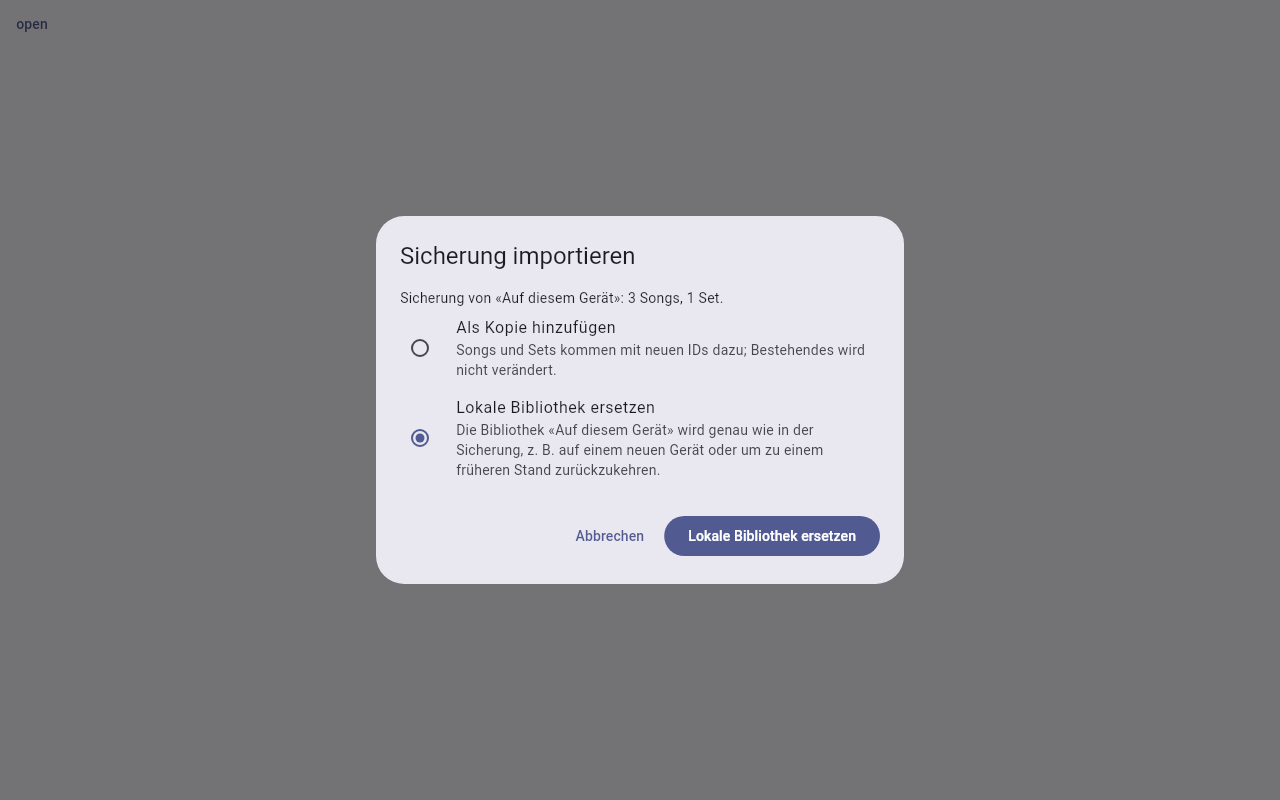 open
Sicherung importieren
Sicherung von «Auf diesem Gerät»: 3 Songs, 1 Set.
Als Kopie hinzufügen
Songs und Sets kommen mit neuen IDs dazu; Bestehendes wird
nicht verändert.
Lokale Bibliothek ersetzen
Die Bibliothek «Auf diesem Gerät» wird genau wie in der
Sicherung, z. B. auf einem neuen Gerät oder um zu einem
früheren Stand zurückzukehren.
Abbrechen
Lokale Bibliothek ersetzen